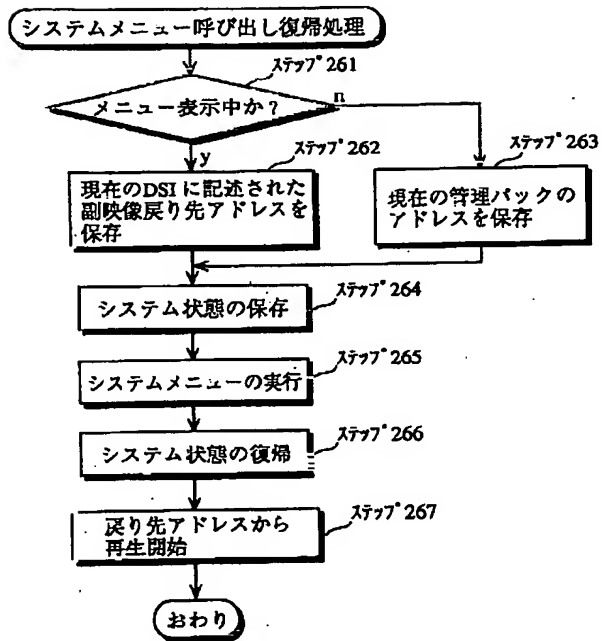 システムメニュー呼び出し復帰処理
ステップ261
メニュー表示中か?
n
y
ステップ262
現在のDSIに記述された
副映像戻り先アドレスを
保存
ステップ263
現在の管理パックの
アドレスを保存
ステップ264
システム状態の保存
ステップ265
システムメニューの実行
ステップ266
システム状態の復帰
ステップ267
戻り先アドレスから
再生開始
おわり